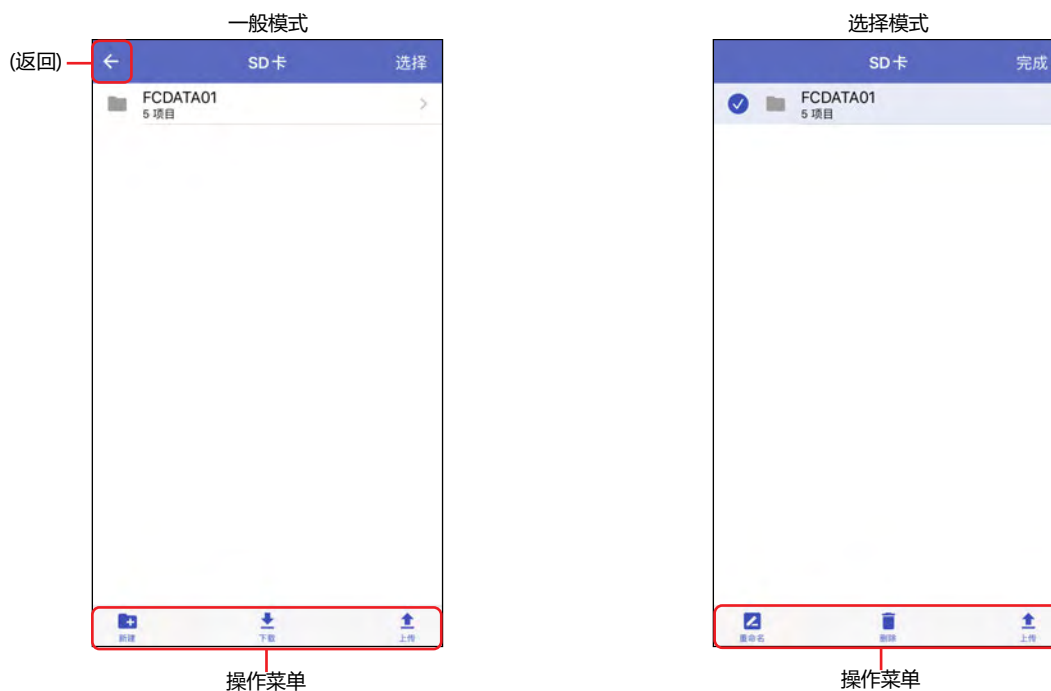 一般模式
(返回)
SD卡
选择
FCDATA01
5 项目
新建
下载
上传
操作菜单
选择模式
SD卡
完成
FCDATA01
5 项目
重命名
删除
上传
操作菜单